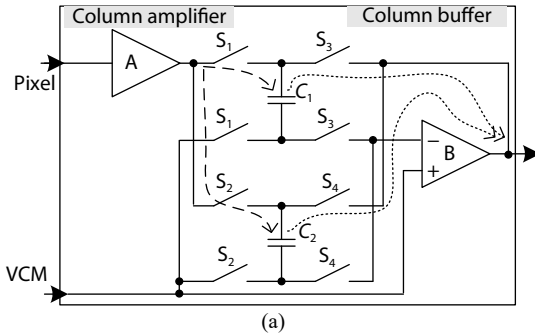 Column amplifier Column buffer
S1 S3
A
Pixel
C1
S1 S3
B
−
+
S2 S4
C2
VCM
S2 S4
(a)